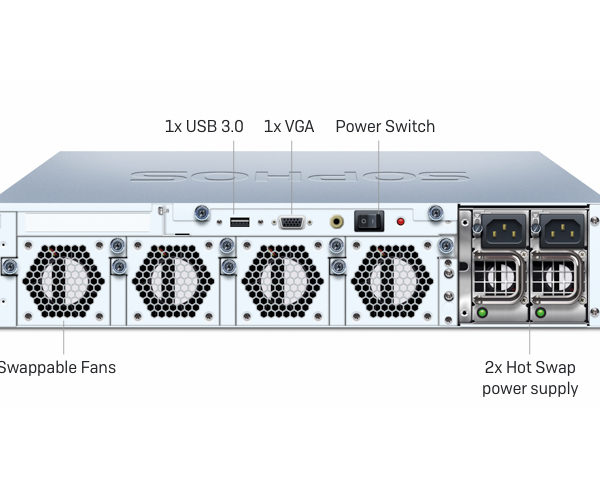 1x USB 3.0
1x VGA
Power Switch
SOPHOS
Swappable Fans
2x Hot Swap
power supply